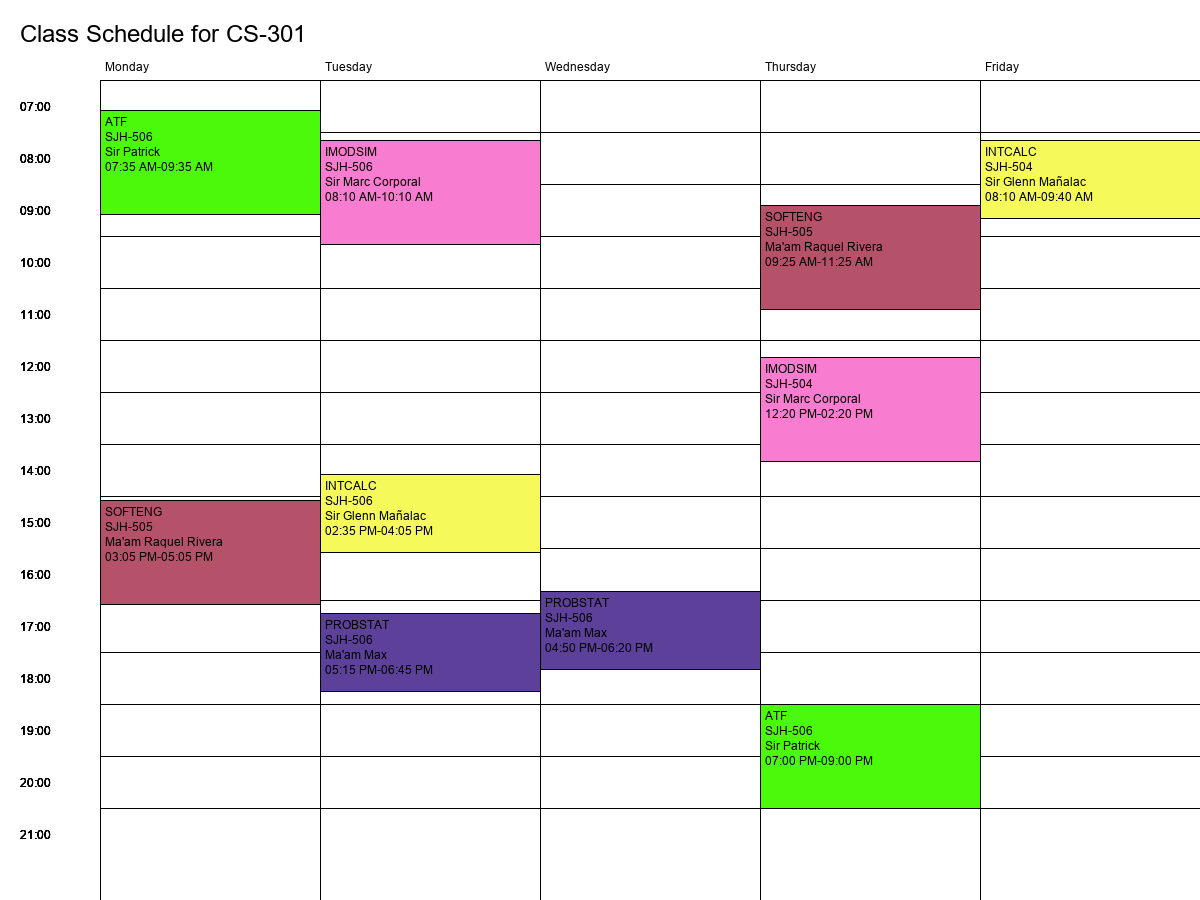 Class Schedule for CS-301
Monday
Tuesday
Wednesday
Thursday
Friday
07:00
08:00
09:00
10:00
11:00
12:00
13:00
14:00
15:00
16:00
17:00
18:00
19:00
20:00
21:00
ATF
SJH-506
Sir Patrick
07:35 AM-09:35 AM
SOFTENG
SJH-505
Ma'am Raquel Rivera
03:05 PM-05:05 PM
IMODSIM
SJH-506
Sir Marc Corporal
08:10 AM-10:10 AM
INTCALC
SJH-506
Sir Glenn Mañalac
02:35 PM-04:05 PM
PROBSTAT
SJH-506
Ma'am Max
05:15 PM-06:45 PM
PROBSTAT
SJH-506
Ma'am Max
04:50 PM-06:20 PM
SOFTENG
SJH-505
Ma'am Raquel Rivera
09:25 AM-11:25 AM
IMODSIM
SJH-504
Sir Marc Corporal
12:20 PM-02:20 PM
ATF
SJH-506
Sir Patrick
07:00 PM-09:00 PM
INTCALC
SJH-504
Sir Glenn Mañalac
08:10 AM-09:40 AM